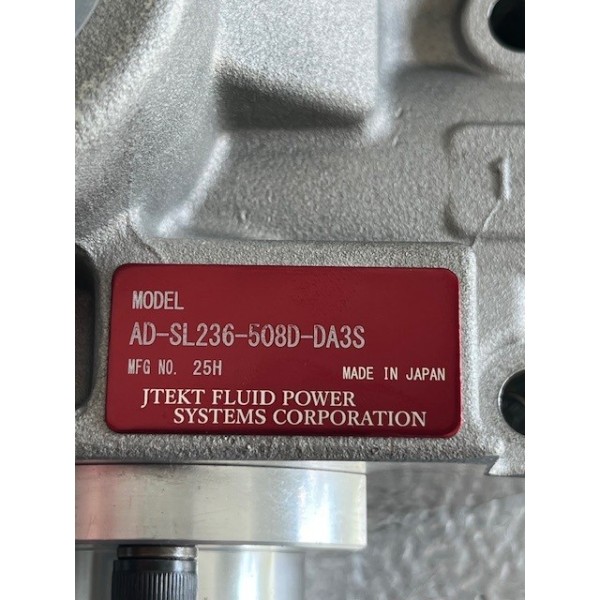 MODEL
AD-SL236-508D-DA3S
MFG NO. 25H
MADE IN JAPAN
JTEKT FLUID POWER
SYSTEMS CORPORATION